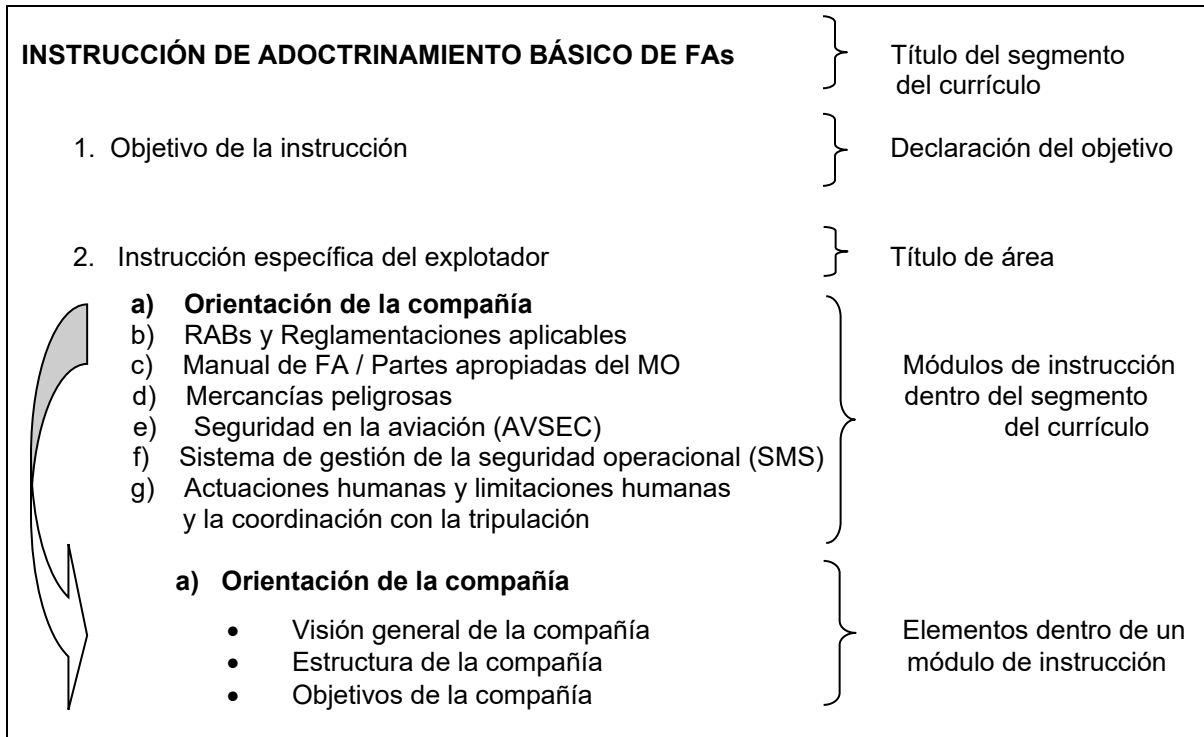 INSTRUCCIÓN DE ADOCTRINAMIENTO BÁSICO DE FAs
Título del segmento
del currículo
1. Objetivo de la instrucción
Declaración del objetivo
2. Instrucción específica del explotador
Título de área
a) Orientación de la compañía
b) RABs y Reglamentaciones aplicables
c) Manual de FA / Partes apropiadas del MO
d) Mercancías peligrosas
e) Seguridad en la aviación (AVSEC)
f) Sistema de gestión de la seguridad operacional (SMS)
g) Actuaciones humanas y limitaciones humanas
y la coordinación con la tripulación
Módulos de instrucción
dentro del segmento
del currículo
a) Orientación de la compañía
• Visión general de la compañía
• Estructura de la compañía
• Objetivos de la compañía
Elementos dentro de un
módulo de instrucción